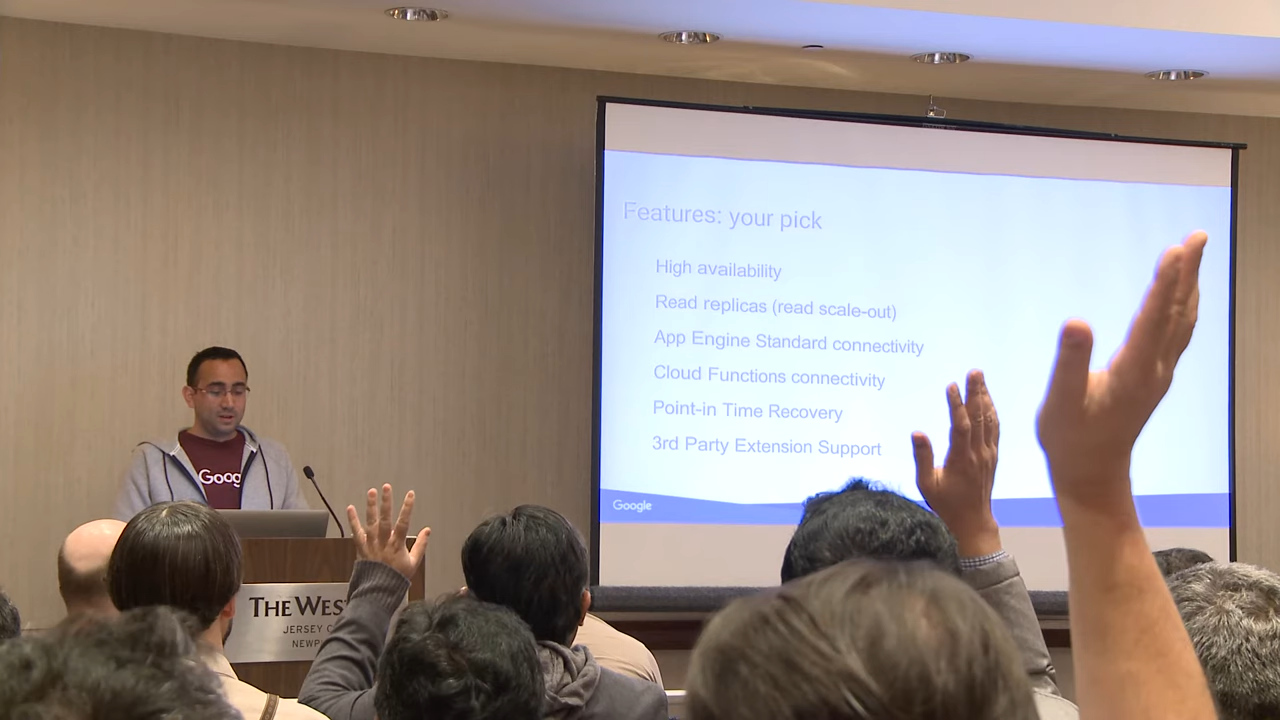 Features: your pick
High availability
Read replicas (read scale-out)
App Engine Standard connectivity
Cloud Functions connectivity
Point-in Time Recovery
3rd Party Extension Support
Google
Goog
THE WEST
JERSEY C
NEWP